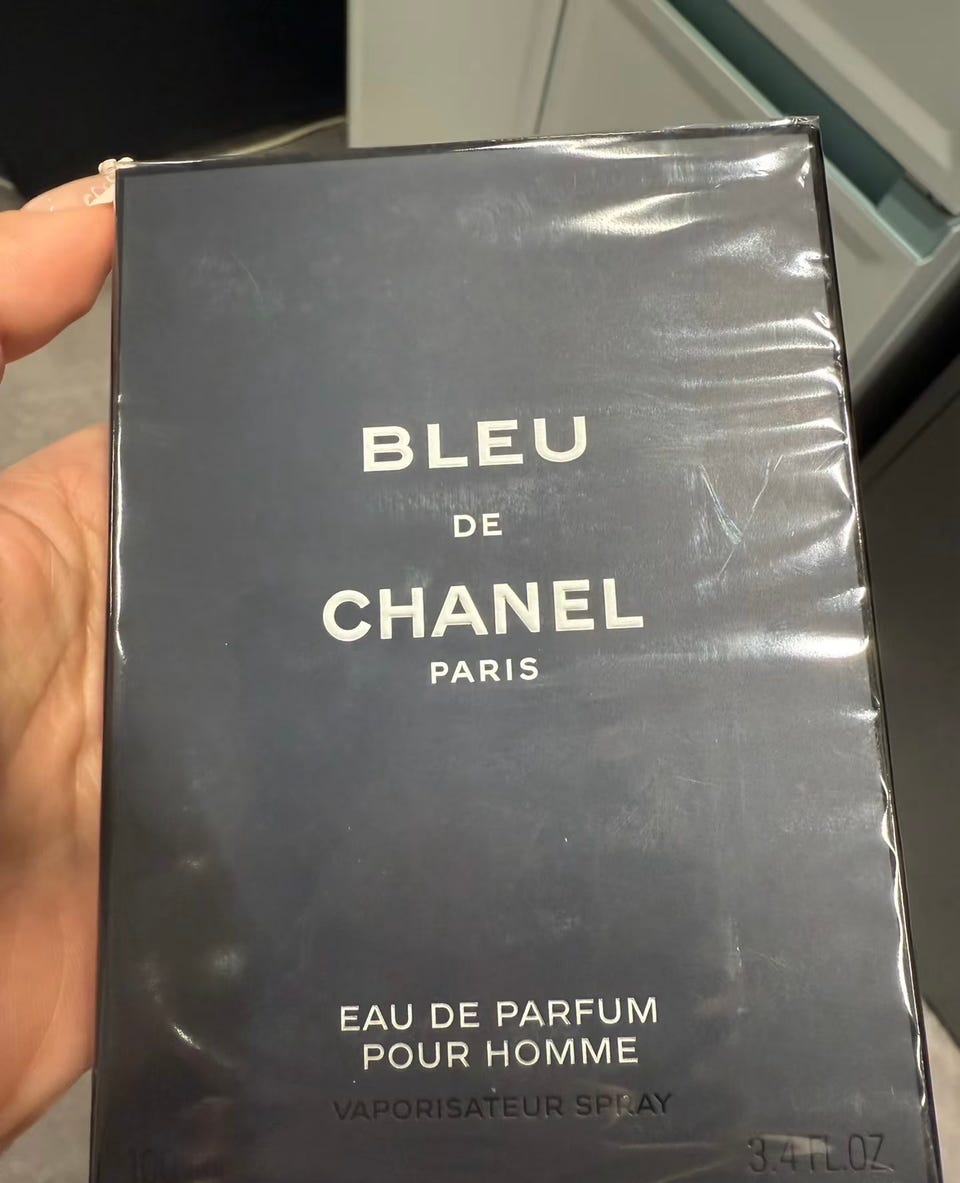 BLEU
DE
CHANEL
PARIS
EAU DE PARFUM
POUR HOMME
VAPORISATEUR SPRAY
3.4 FL.OZ.